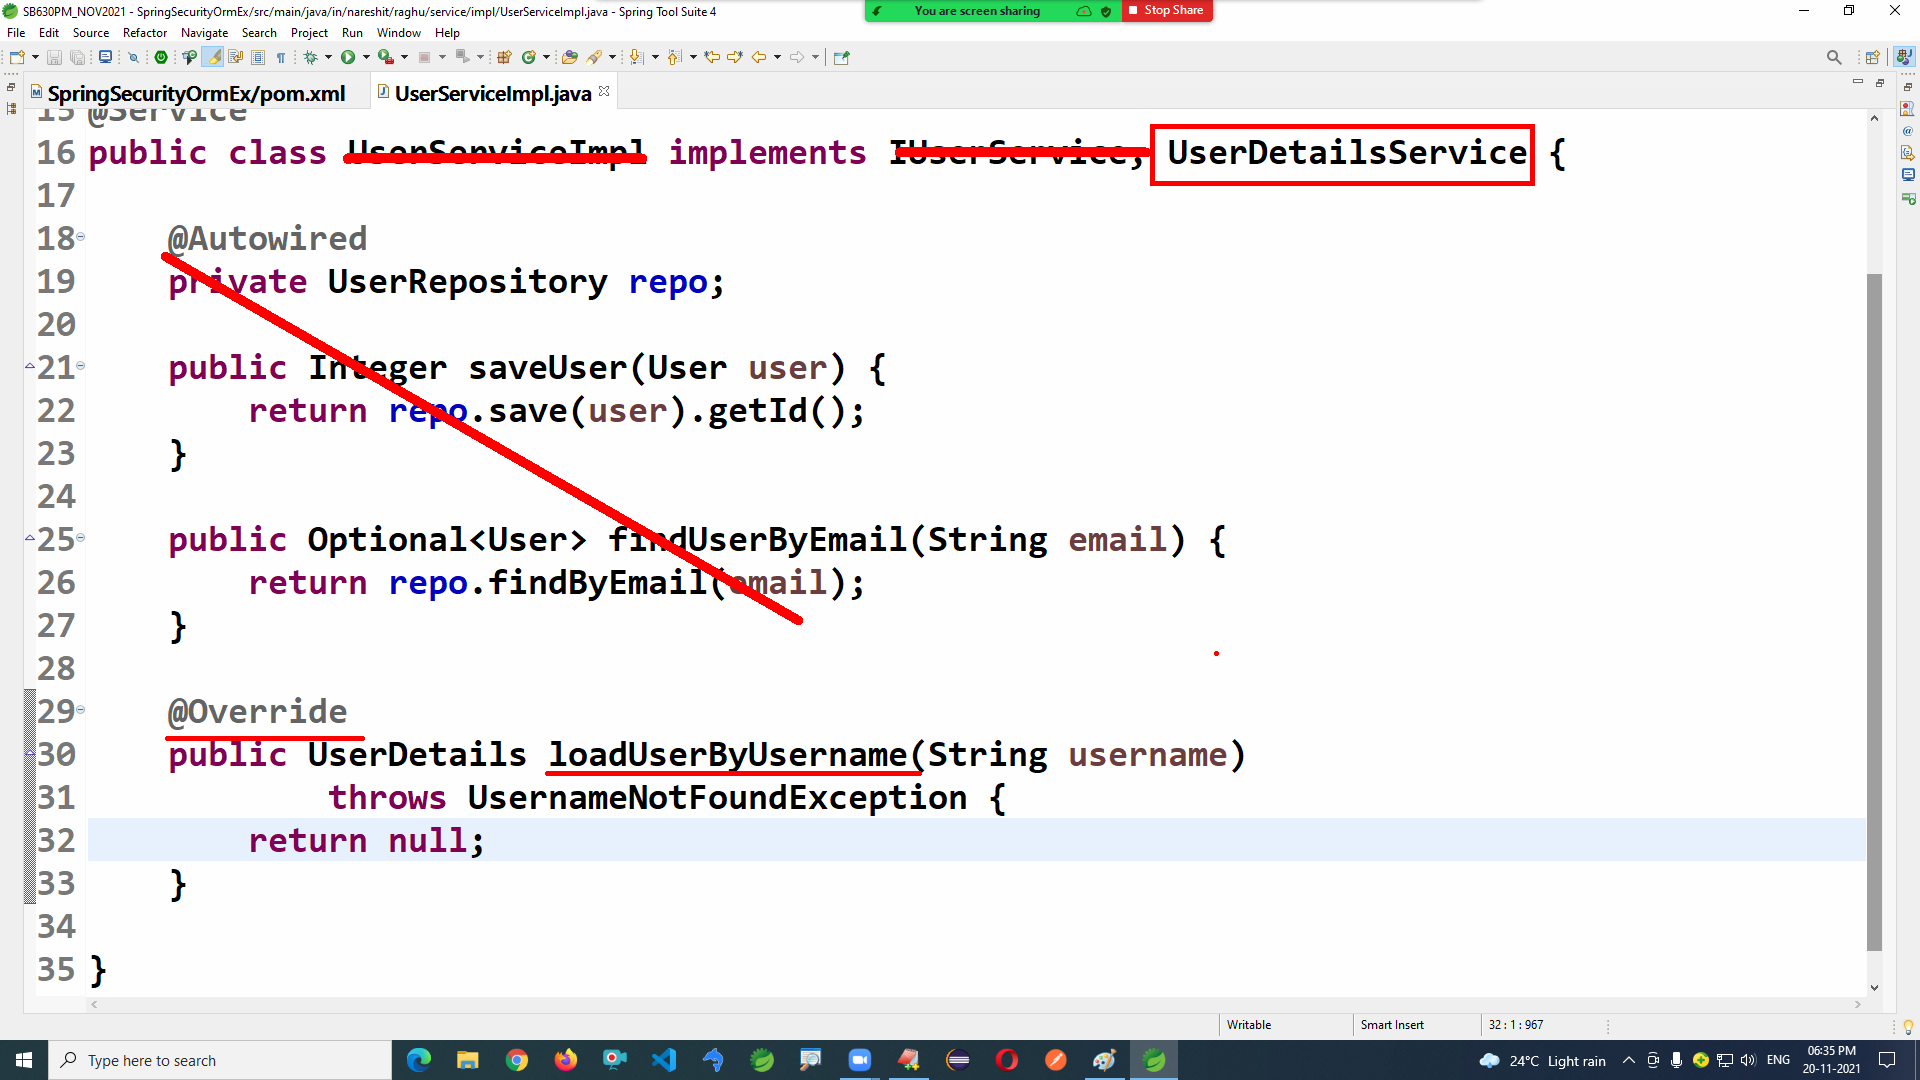 SB630PM_NOV2021 - SpringSecurityOrmEx/src/main/java/in/nareshit/raghu/service/impl/UserServiceImpl.java - Spring Tool Suite 4
You are screen sharing
Stop Share
File Edit Source Refactor Navigate Search Project Run Window Help
SpringSecurityOrmEx/pom.xml
UserServiceImpl.java
15 @Service
16 public class UserServiceImpl implements IUserService, UserDetailsService {
17
18 @Autowired
19 private UserRepository repo;
20
21 public Integer saveUser(User user) {
22 return repo.save(user).getId();
23 }
24
25 public Optional<User> findUserByEmail(String email) {
26 return repo.findByEmail(email);
27 }
28
29 @Override
30 public UserDetails loadUserByUsername(String username)
31 throws UsernameNotFoundException {
32 return null;
33 }
34
35 }
Writable
Smart Insert
32 : 1 : 967
Type here to search
24°C Light rain
ENG
06:35 PM
20-11-2021